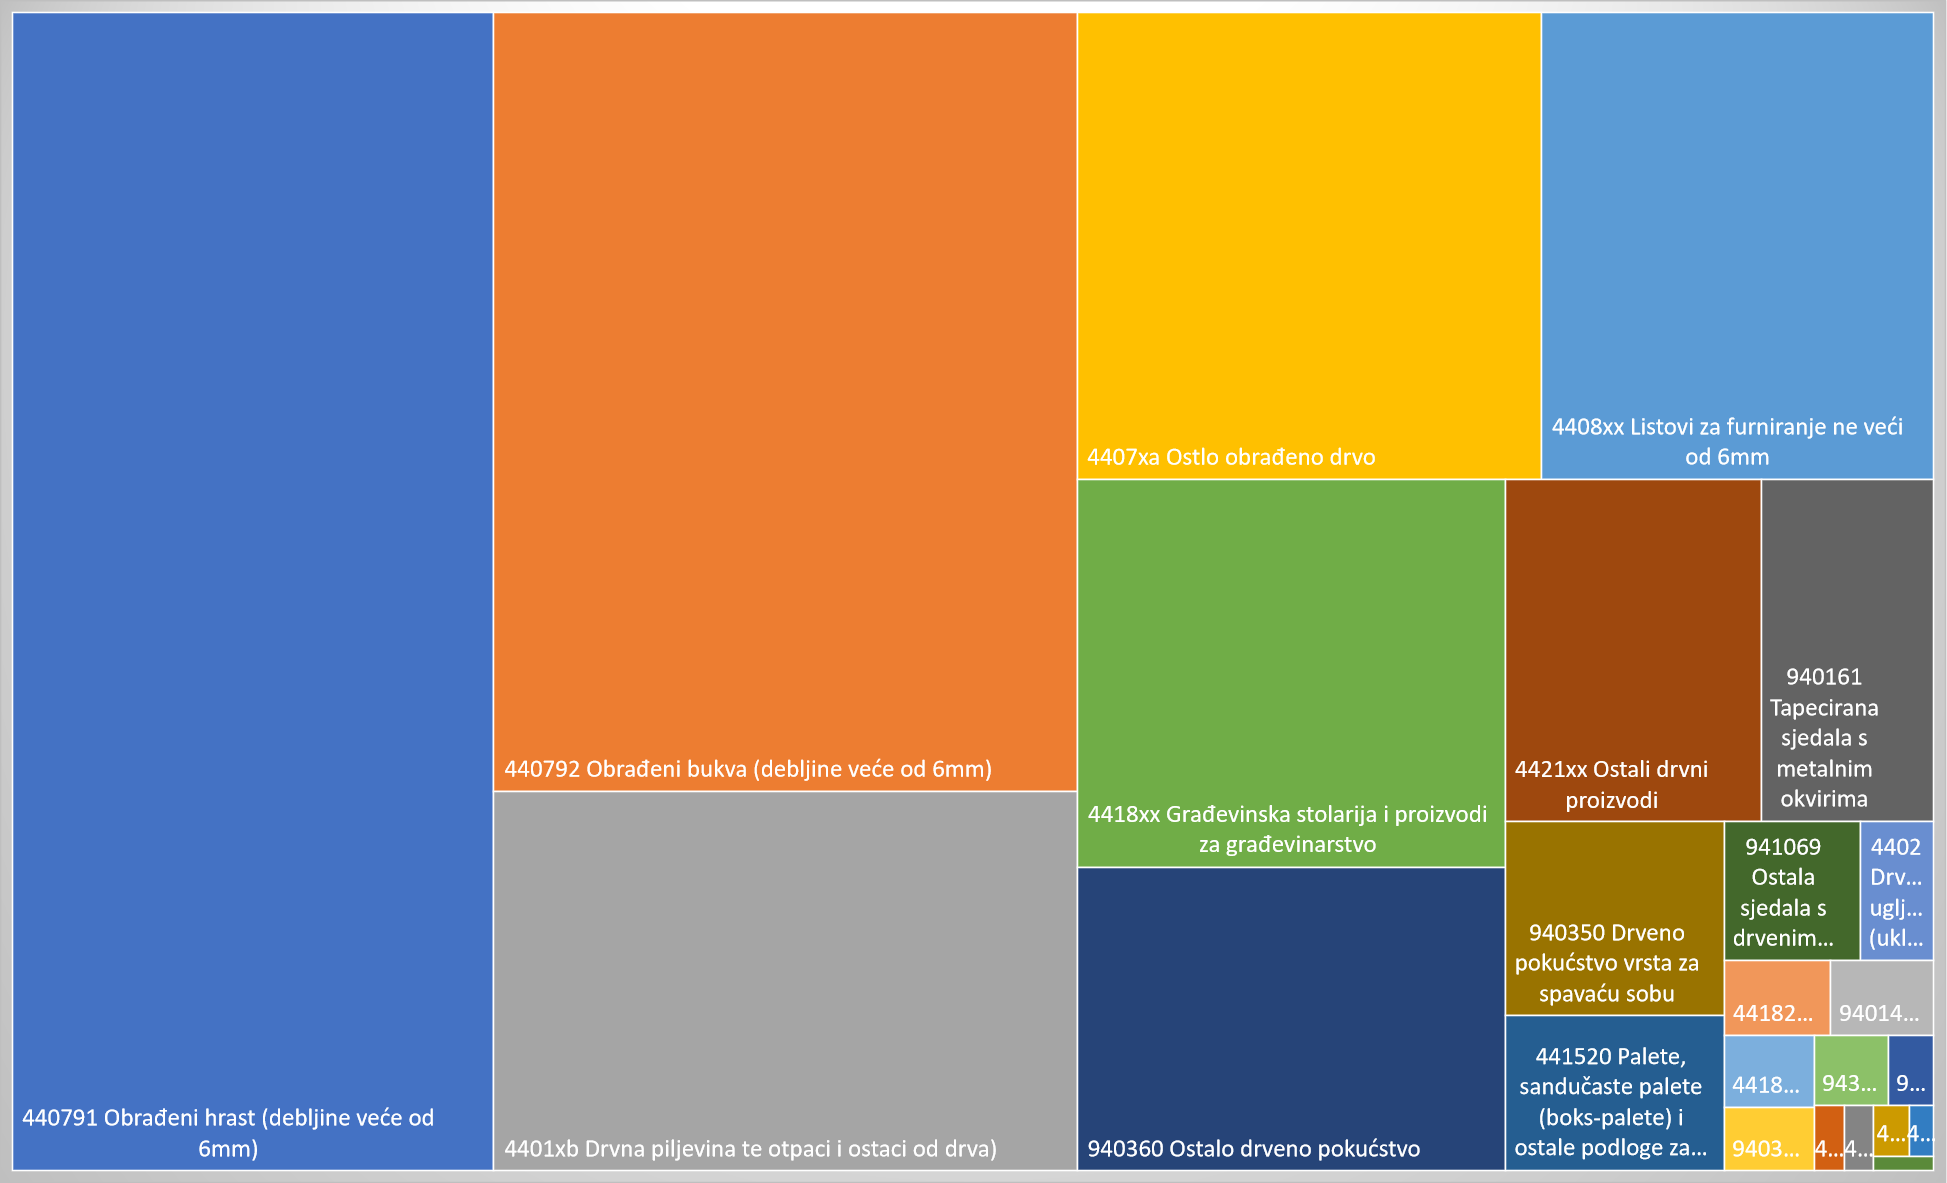 440791 Obrađeni hrast (debljine veće od
6mm)
440792 Obrađeni bukva (debljine veće od 6mm)
4401xb Drvna piljevina te otpaci i ostaci od drva)
4407xa Ostlo obrađeno drvo
4408xx Listovi za furniranje ne veći
od 6mm
4418xx Građevinska stolarija i proizvodi
za građevinarstvo
940360 Ostalo drveno pokućstvo
4421xx Ostali drvni
proizvodi
940161
Tapecirana
sjedala s
metalnim
okvirima
940350 Drveno
pokućstvo vrsta za
spavaću sobu
441520 Palete,
sandučaste palete
(boks-palete) i
ostale podloge za...
941069
Ostala
sjedala s
drvenim...
4402
Drv...
uglj...
(ukl...
44182...
94014...
4418...
943...
9...
9403...
4...
4...
4...
4...